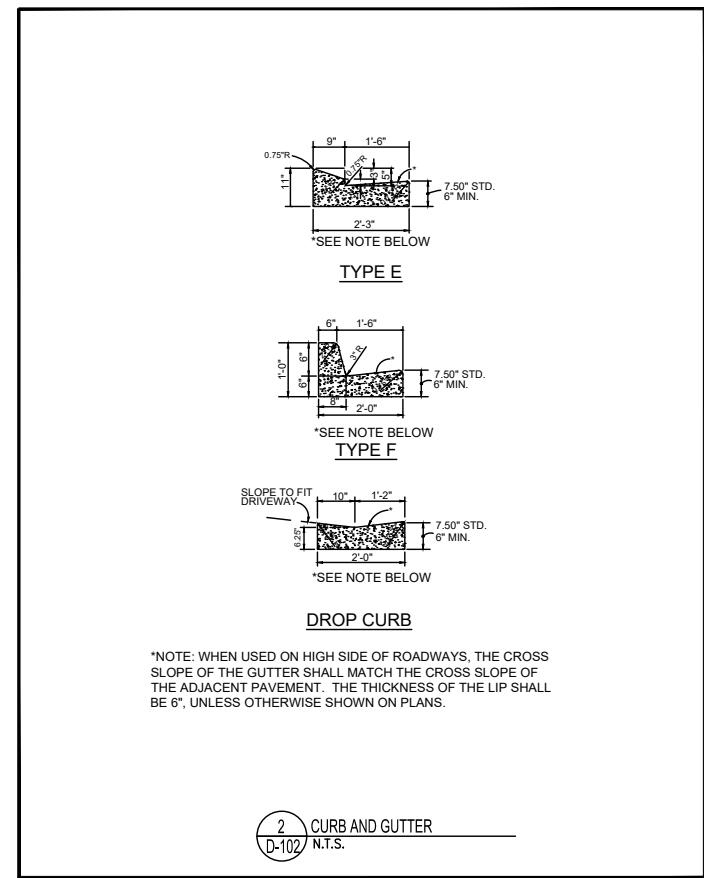 9" 1'-6"
0.75"R
0.75"R
3"
5"
*
11"
7.50" STD.
6" MIN.
2'-3"
*SEE NOTE BELOW
TYPE E
6" 1'-6"
3" R
*
1'-0"
6"
6"
7.50" STD.
6" MIN.
8"
2'-0"
*SEE NOTE BELOW
TYPE F
SLOPE TO FIT
DRIVEWAY
10" 1'-2"
*
6.25"
7.50" STD.
6" MIN.
2'-0"
*SEE NOTE BELOW
DROP CURB
*NOTE: WHEN USED ON HIGH SIDE OF ROADWAYS, THE CROSS
SLOPE OF THE GUTTER SHALL MATCH THE CROSS SLOPE OF
THE ADJACENT PAVEMENT. THE THICKNESS OF THE LIP SHALL
BE 6", UNLESS OTHERWISE SHOWN ON PLANS.
2 CURB AND GUTTER
D-102 N.T.S.